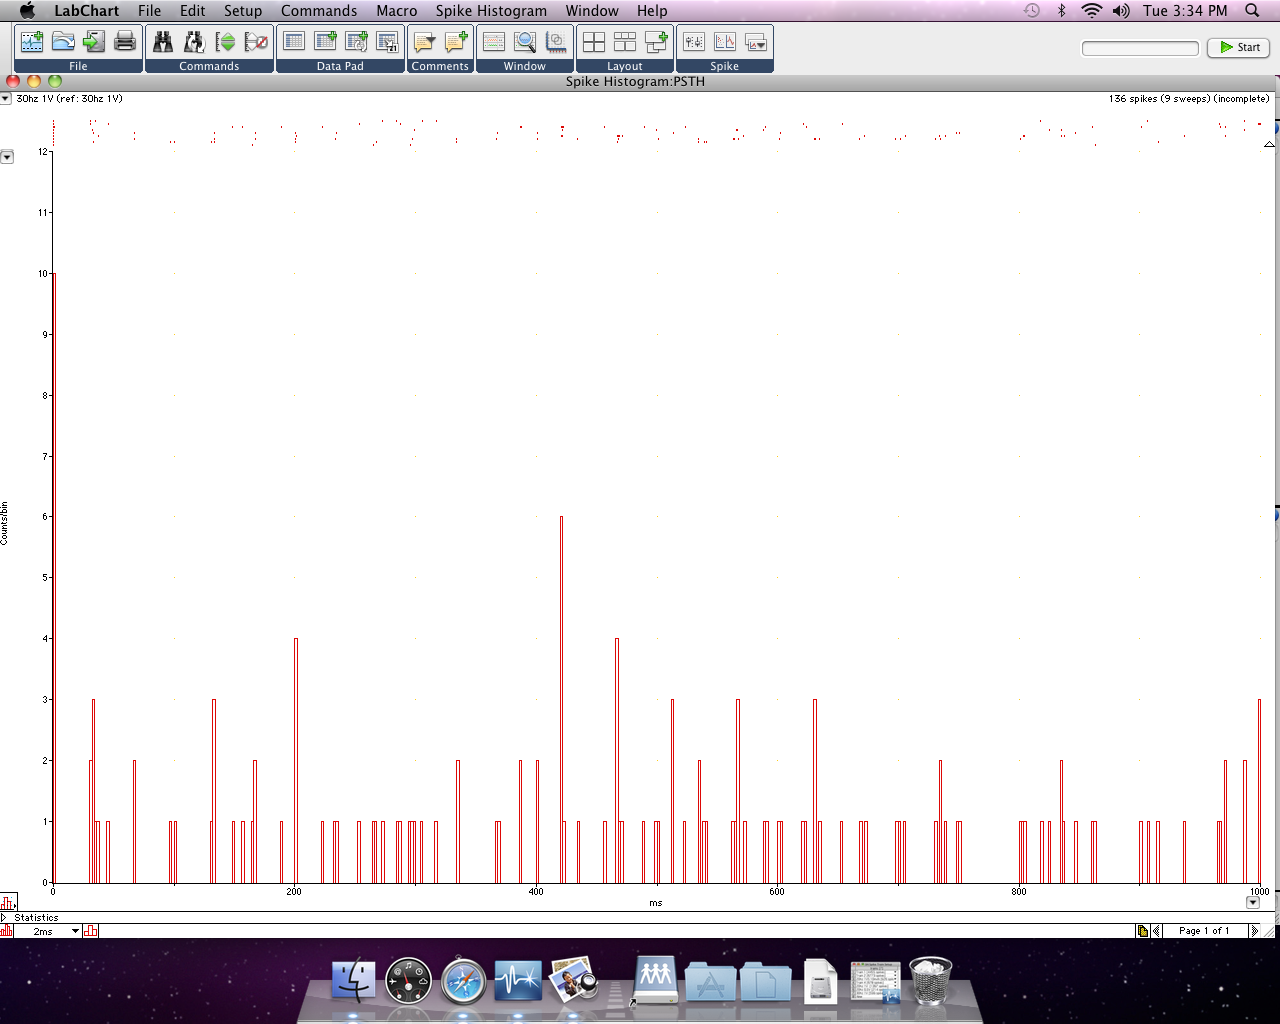 LabChart File Edit Setup Commands Macro Spike Histogram Window Help Tue 3:34 PM
File Commands Data Pad Comments Window Layout Spike Start
Spike Histogram:PSTH
30hz 1V (ref: 30hz 1V) 136 spikes (9 sweeps) (incomplete)
12
11
10
9
8
7
6
Counts/bin
5
4
3
2
1
0
0 200 400 600 800 1000
ms
Statistics
2ms Page 1 of 1